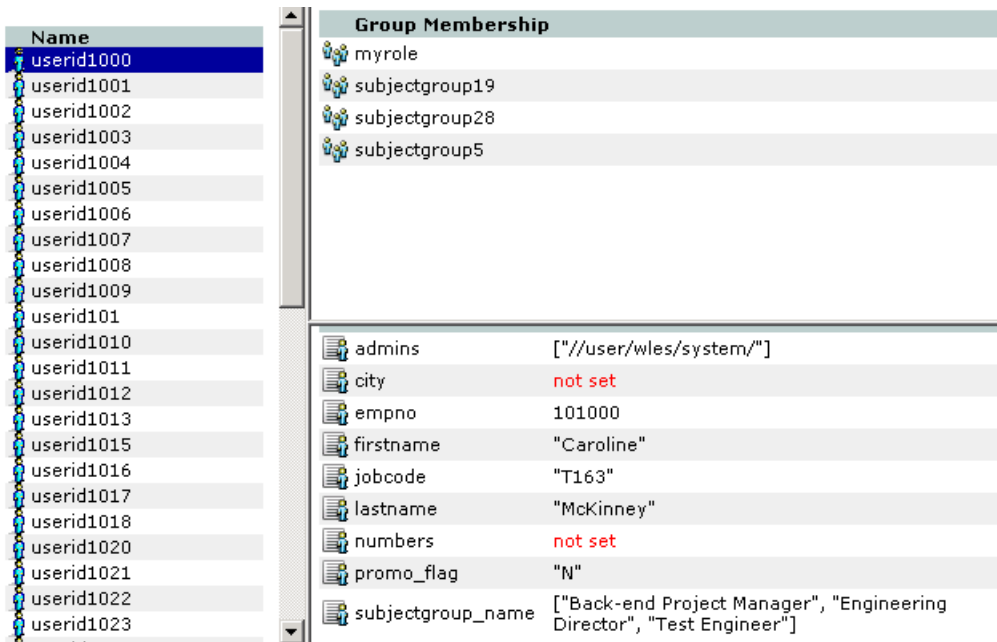 Name
userid1000
userid1001
userid1002
userid1003
userid1004
userid1005
userid1006
userid1007
userid1008
userid1009
userid101
userid1010
userid1011
userid1012
userid1013
userid1015
userid1016
userid1017
userid1018
userid1020
userid1021
userid1022
userid1023
Group Membership
myrole
subjectgroup19
subjectgroup28
subjectgroup5
admins ["//user/wles/system/"]
city not set
empno 101000
firstname "Caroline"
jobcode "T163"
lastname "McKinney"
numbers not set
promo_flag "N"
subjectgroup_name ["Back-end Project Manager", "Engineering
Director", "Test Engineer"]